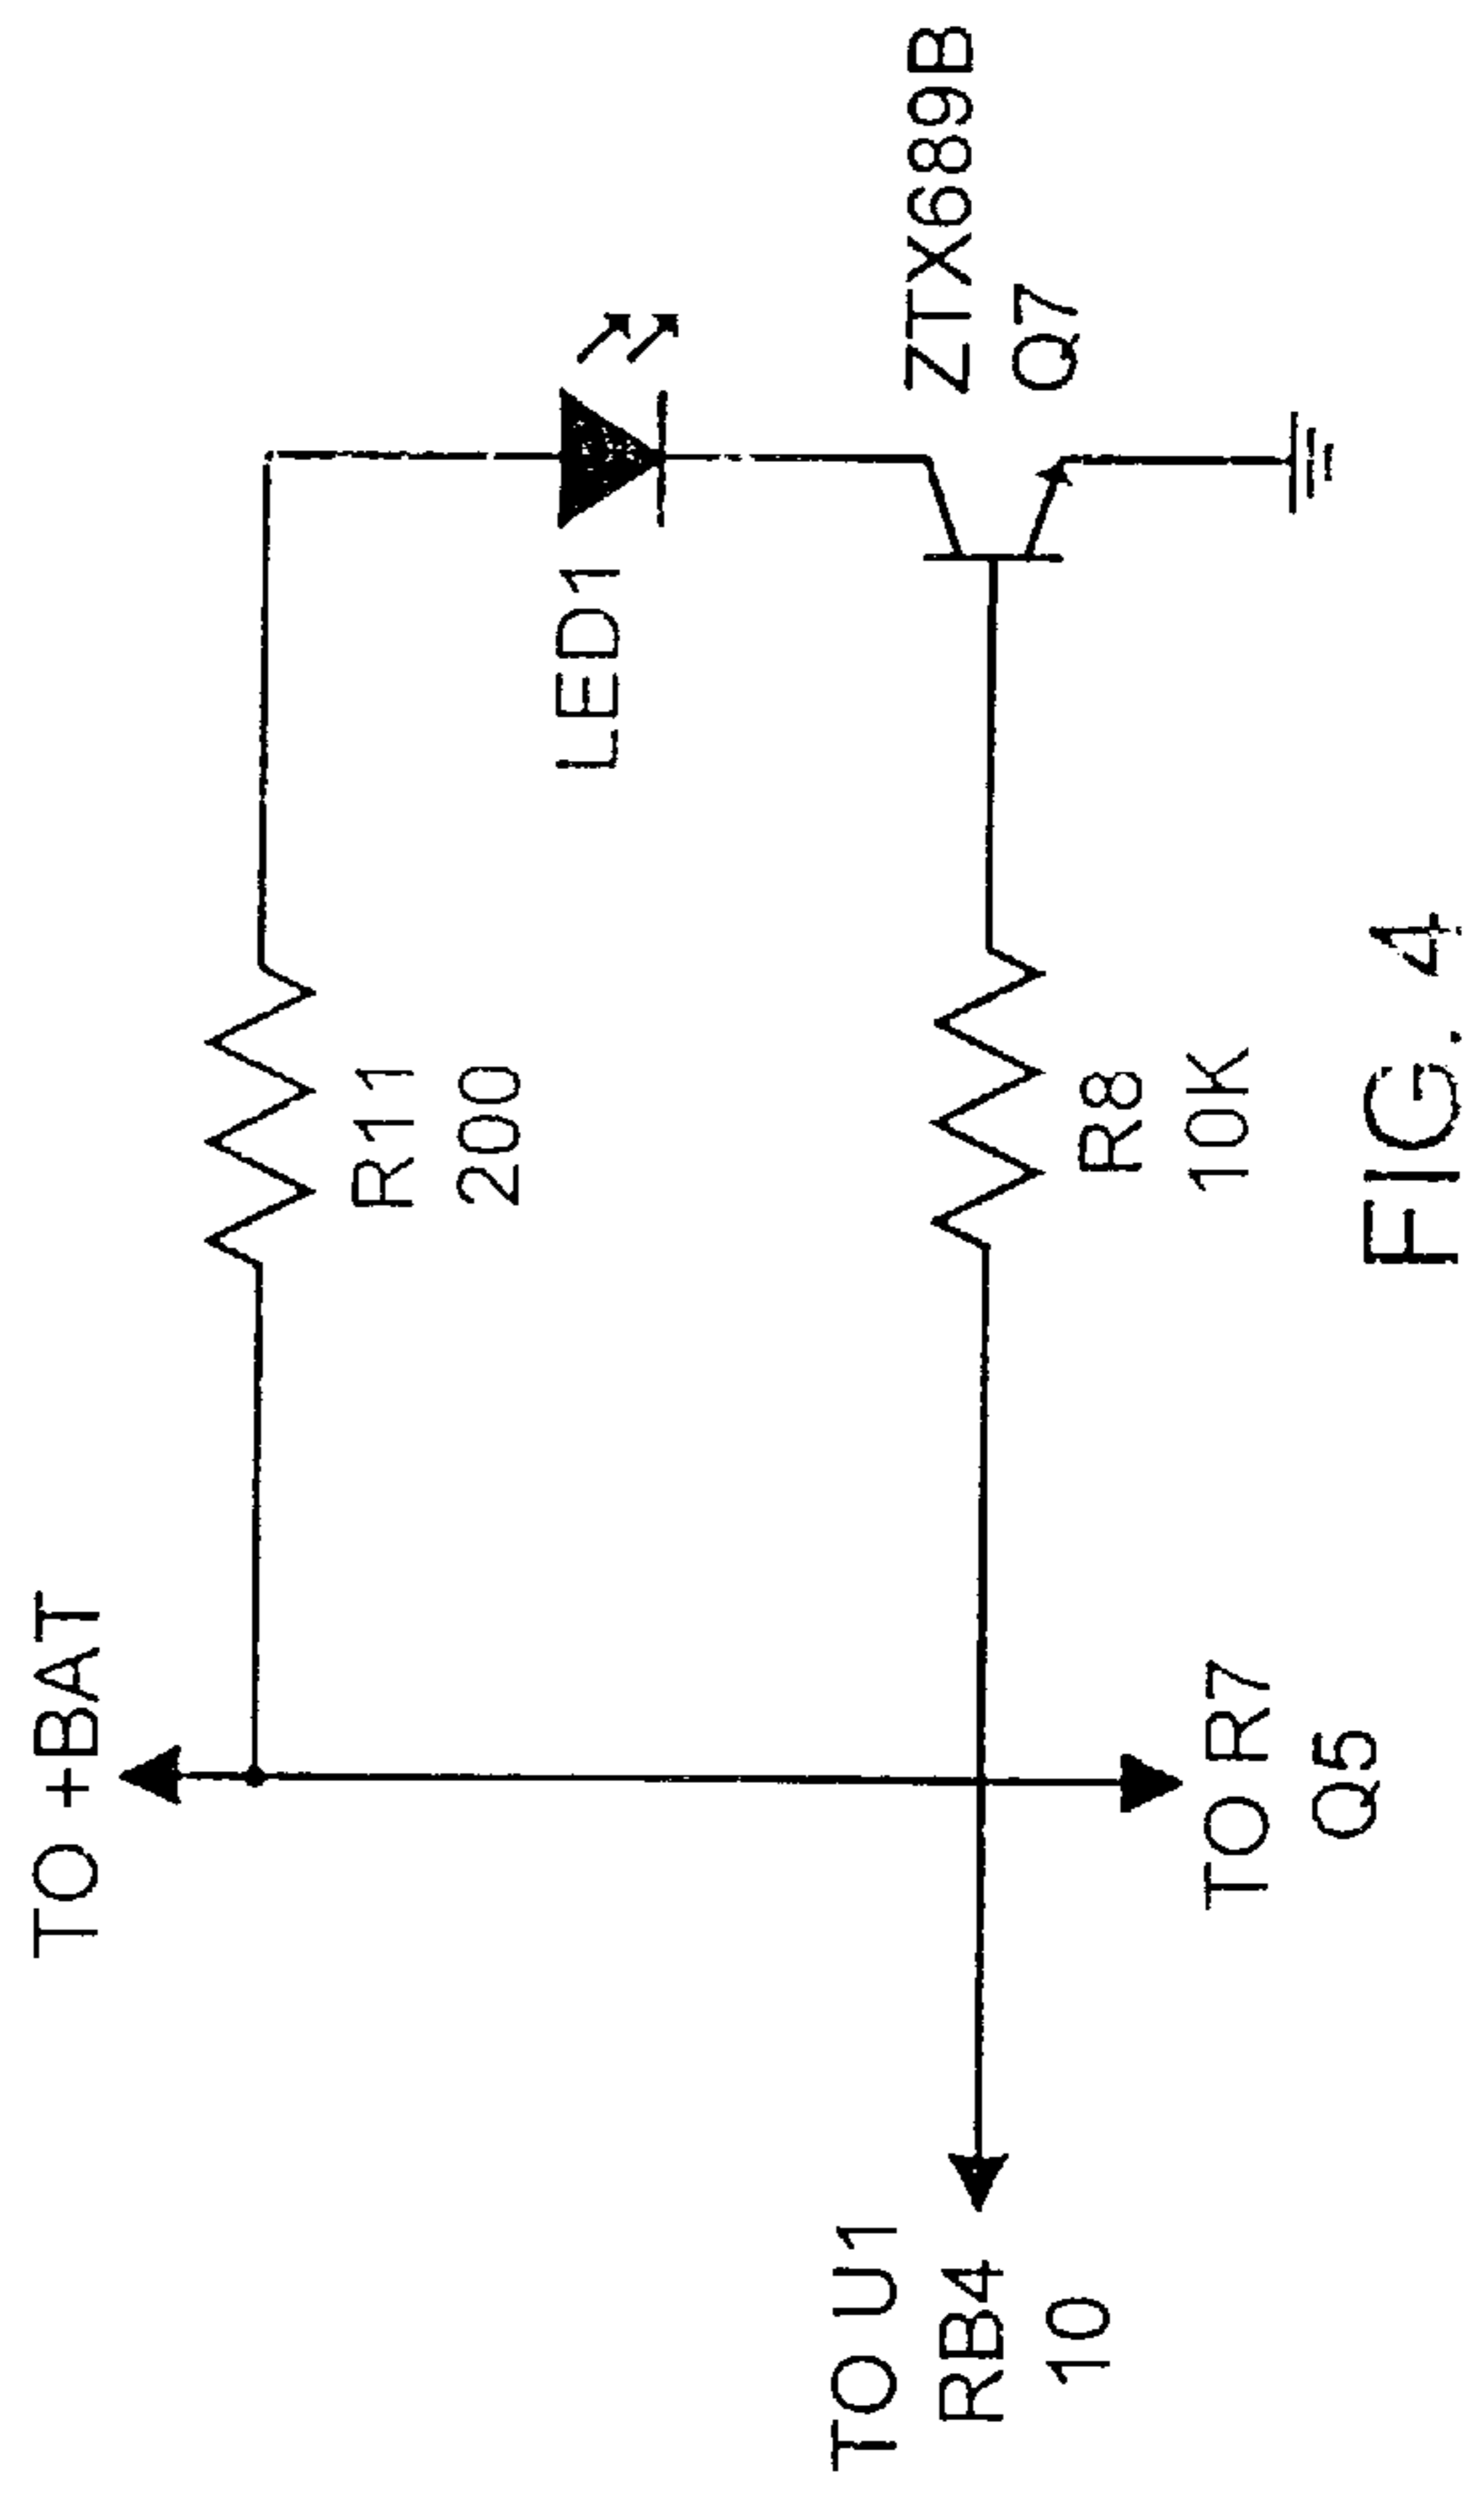 TO +BAT
R11
200
LED1
ZTX689B
Q7
TO U1
RB4
10
R8
10K
TO R7
Q5
FIG. 4